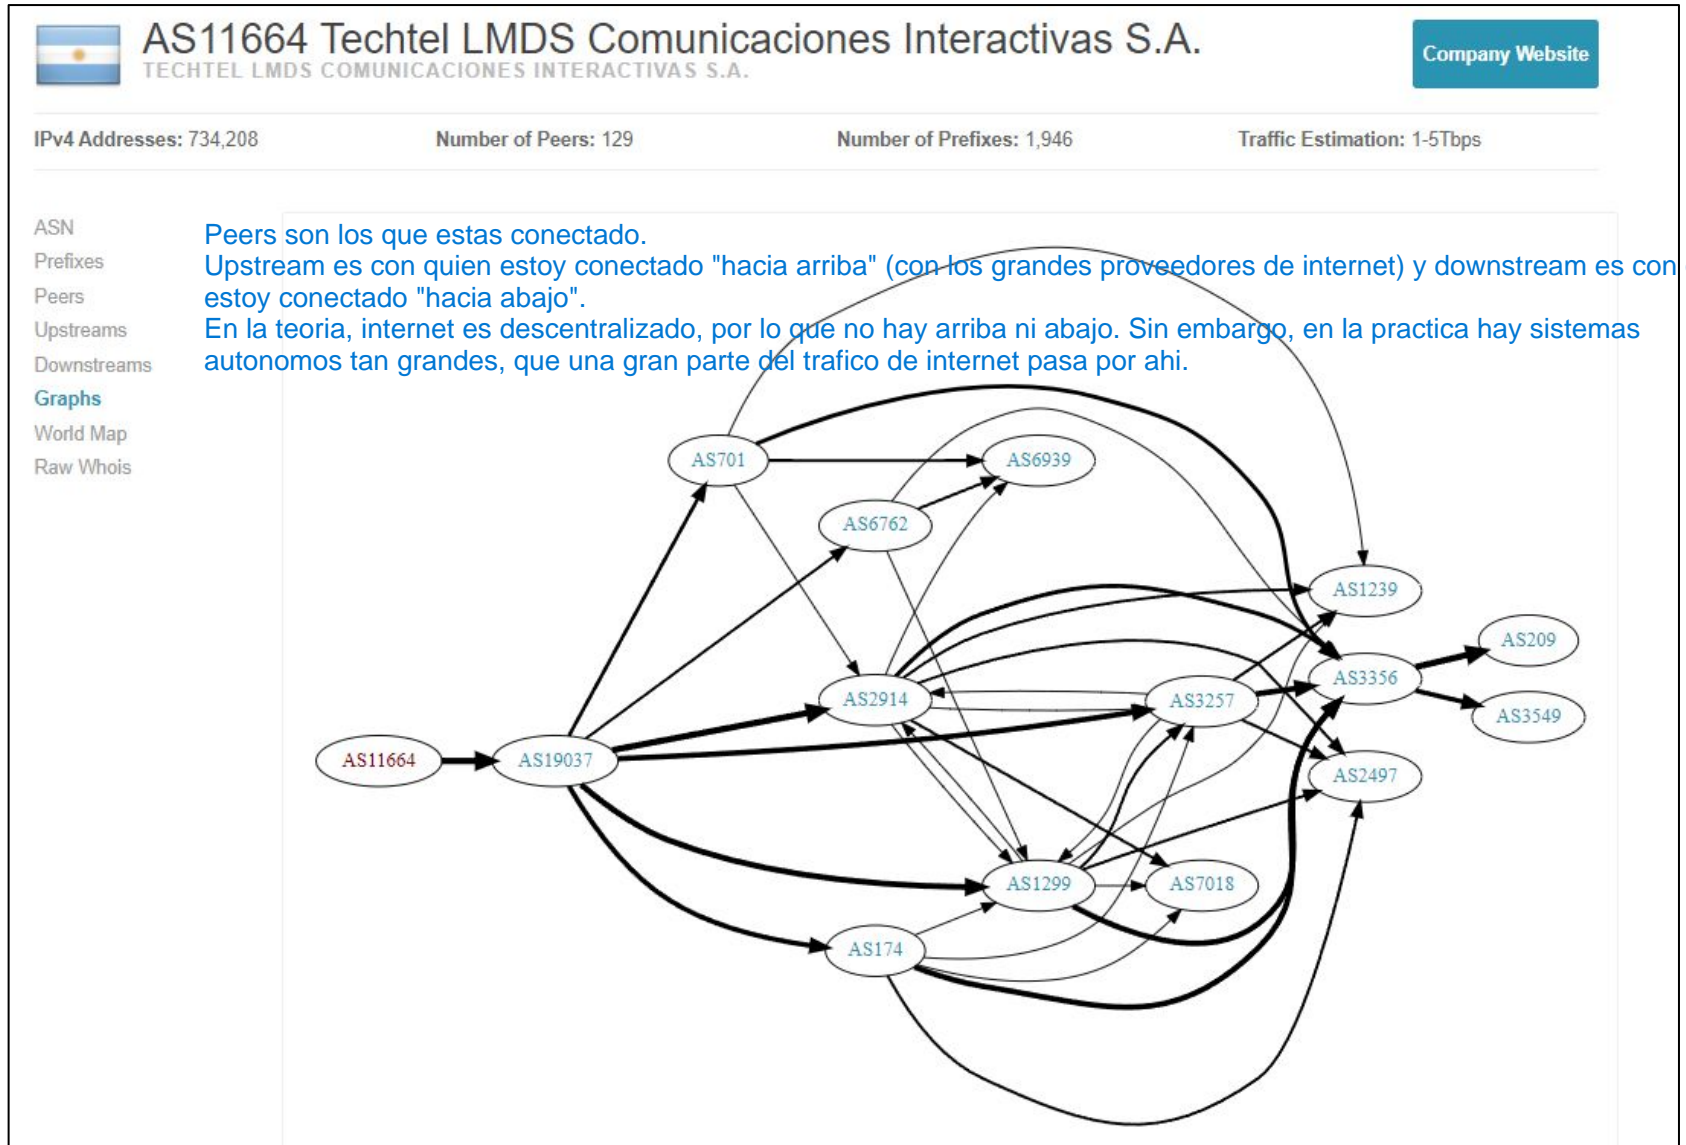 AS11664 Techtel LMDS Comunicaciones Interactivas S.A.
TECHTEL LMDS COMUNICACIONES INTERACTIVAS S.A.
Company Website
IPv4 Addresses: 734,208
Number of Peers: 129
Number of Prefixes: 1,946
Traffic Estimation: 1-5Tbps
ASN
Prefixes
Peers
Upstreams
Downstreams
Graphs
World Map
Raw Whois
Peers son los que estas conectado.
Upstream es con quien estoy conectado "hacia arriba" (con los grandes proveedores de internet) y downstream es con
estoy conectado "hacia abajo".
En la teoria, internet es descentralizado, por lo que no hay arriba ni abajo. Sin embargo, en la practica hay sistemas
autonomos tan grandes, que una gran parte del trafico de internet pasa por ahi.
AS701
AS6939
AS6762
AS1239
AS209
AS3356
AS2914
AS3257
AS3549
AS11664
AS19037
AS2497
AS1299
AS7018
AS174